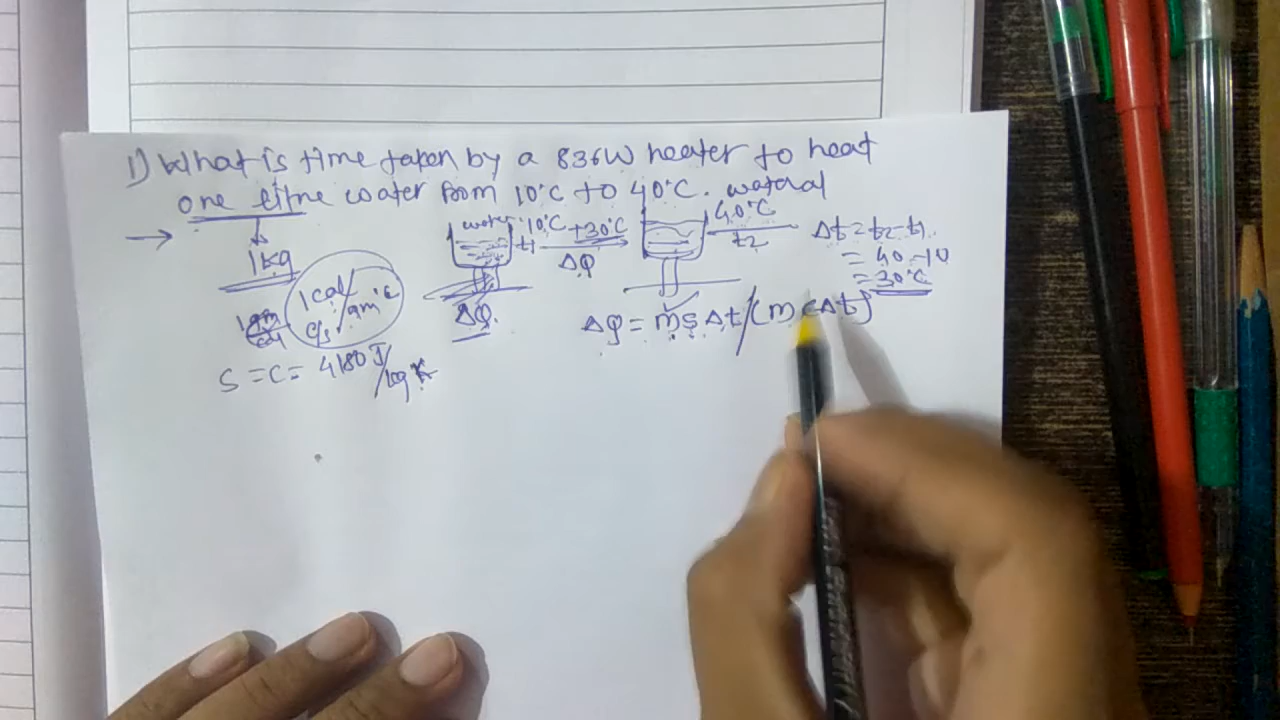 1) What is time taken by a 836W heater to heat
one litre water from 10°C to 40°C.
→ 1kg
water 10°C t1 +30°C ΔQ
40°C t2
Δt = t2 - t1
= 40 - 10
= 30°C
1 cal/gm°C
c/s
ΔQ.
ΔQ = msΔt/(mcΔt)
S = C = 4180 J/kg K